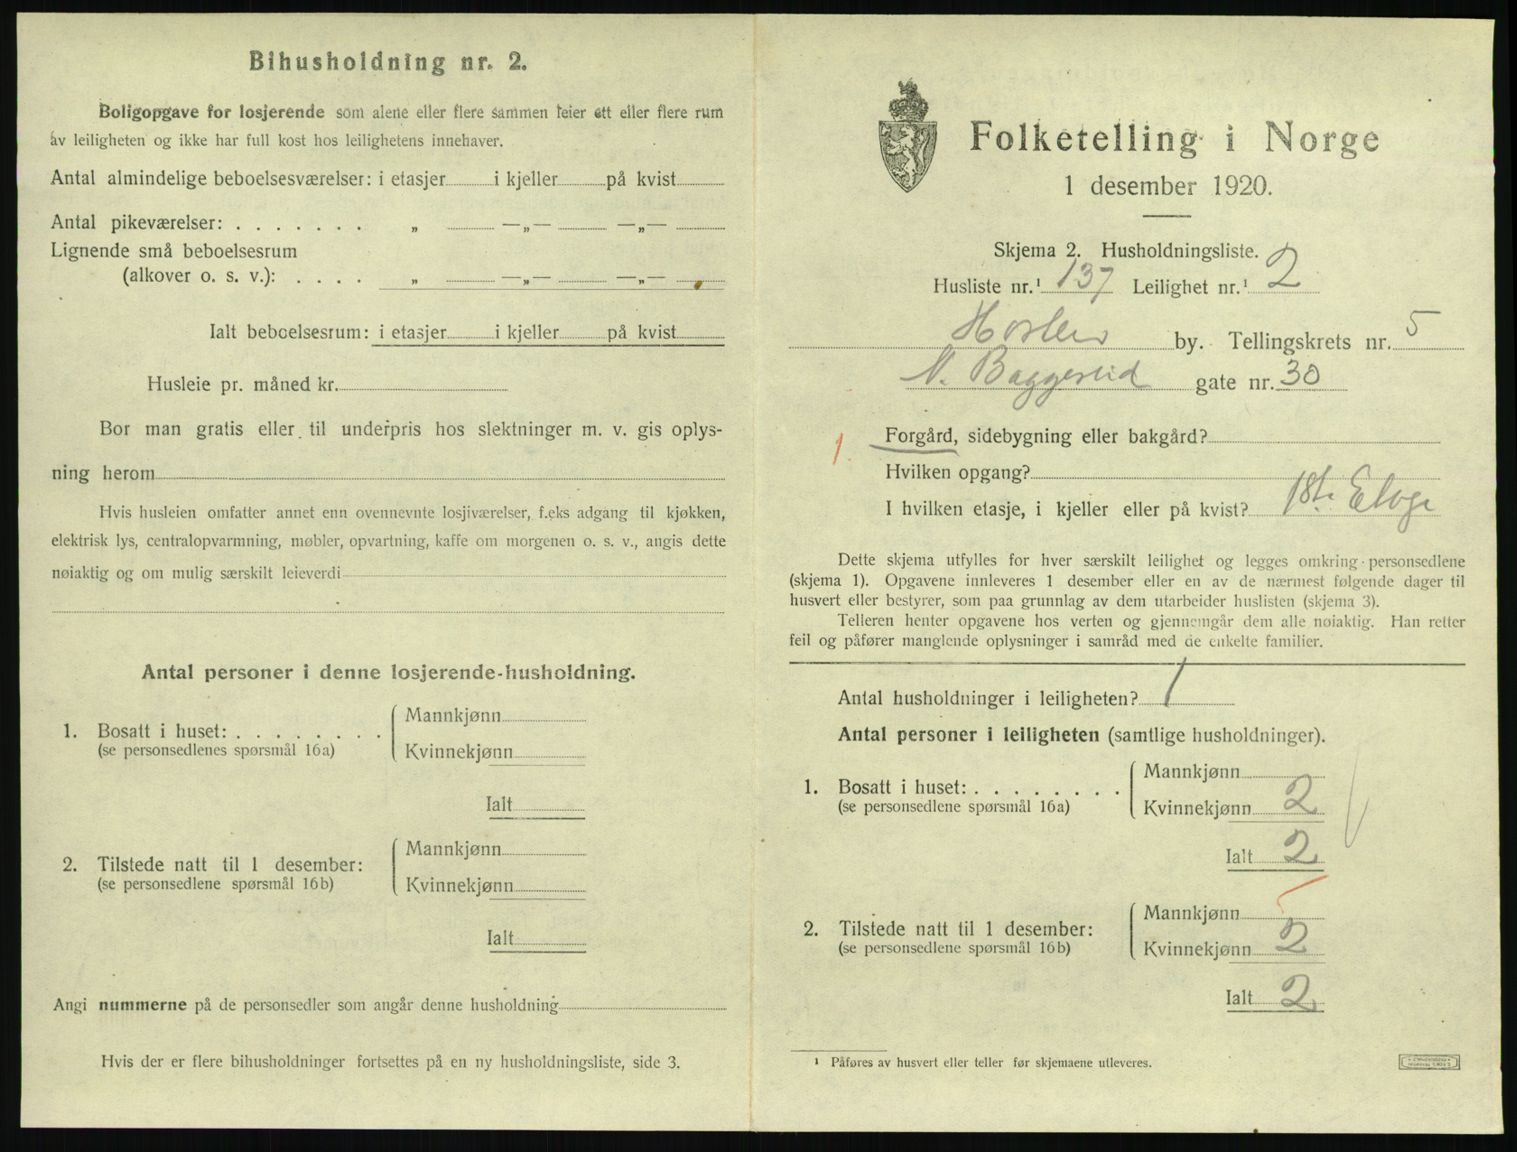 Bihusholdning nr. 2.
Boligopgave for losjerende som alene eller flere sammen leier ett eller flere rum
av leiligheten og ikke har full kost hos leilighetens innehaver.
Antal almindelige beboelsesværelser: i etasjer i kjeller på kvist
Antal pikeværelser: . . . . . . . „ —„— —„—
Lignende små beboelsesrum
(alkover o. s. v.): . . . . „ —„— —„—
Ialt beboelsesrum: i etasjer i kjeller på kvist
Husleie pr. måned kr.
Bor man gratis eller til underpris hos slektninger m. v. gis oplys-
ning herom
Hvis husleien omfatter annet enn ovennevnte losjiværelser, f.eks adgang til kjøkken,
elektrisk lys, centralopvarmning, møbler, opvartning, kaffe om morgenen o. s. v., angis dette
nøiaktig og om mulig særskilt leieverdi
Antal personer i denne losjerende-husholdning.
1. Bosatt i huset: . . . . . . . .
(se personsedlenes spørsmål 16a)
Mannkjønn
Kvinnekjønn
Ialt
2. Tilstede natt til 1 desember:
(se personsedlene spørsmål 16b)
Mannkjønn
Kvinnekjønn
Ialt
Angi nummerne på de personsedler som angår denne husholdning
Hvis der er flere bihusholdninger fortsettes på en ny husholdningsliste, side 3.
Folketelling i Norge
1 desember 1920.
Skjema 2. Husholdningsliste.
Husliste nr.¹ 137 Leilighet nr.¹ 2
Horten by. Tellingskrets nr. 5
N. Baggerud gate nr. 30
1. Forgård, sidebygning eller bakgård?
Hvilken opgang?
I hvilken etasje, i kjeller eller på kvist? 1ste Etage
Dette skjema utfylles for hver særskilt leilighet og legges omkring personsedlene
(skjema 1). Opgavene innleveres 1 desember eller en av de nærmest følgende dager til
husvert eller bestyrer, som paa grunnlag av dem utarbeider huslisten (skjema 3).
Telleren henter opgavene hos verten og gjennemgår dem alle nøiaktig. Han retter
feil og påfører manglende oplysninger i samråd med de enkelte familier.
Antal husholdninger i leiligheten? 1
Antal personer i leiligheten (samtlige husholdninger).
1. Bosatt i huset: . . . . . . . .
(se personsedlene spørsmål 16a)
Mannkjønn
Kvinnekjønn 2
Ialt 2
2. Tilstede natt til 1 desember:
(se personsedlene spørsmål 16b)
Mannkjønn
Kvinnekjønn 2
Ialt 2
¹ Påføres av husvert eller teller før skjemaene utleveres.